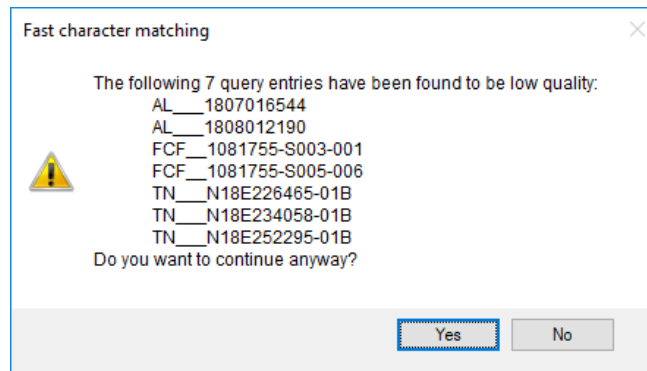 Fast character matching
The following 7 query entries have been found to be low quality:
AL___1807016544
AL___1808012190
FCF__1081755-S003-001
FCF__1081755-S005-006
TN___N18E226465-01B
TN___N18E234058-01B
TN___N18E252295-01B
Do you want to continue anyway?
Yes
No